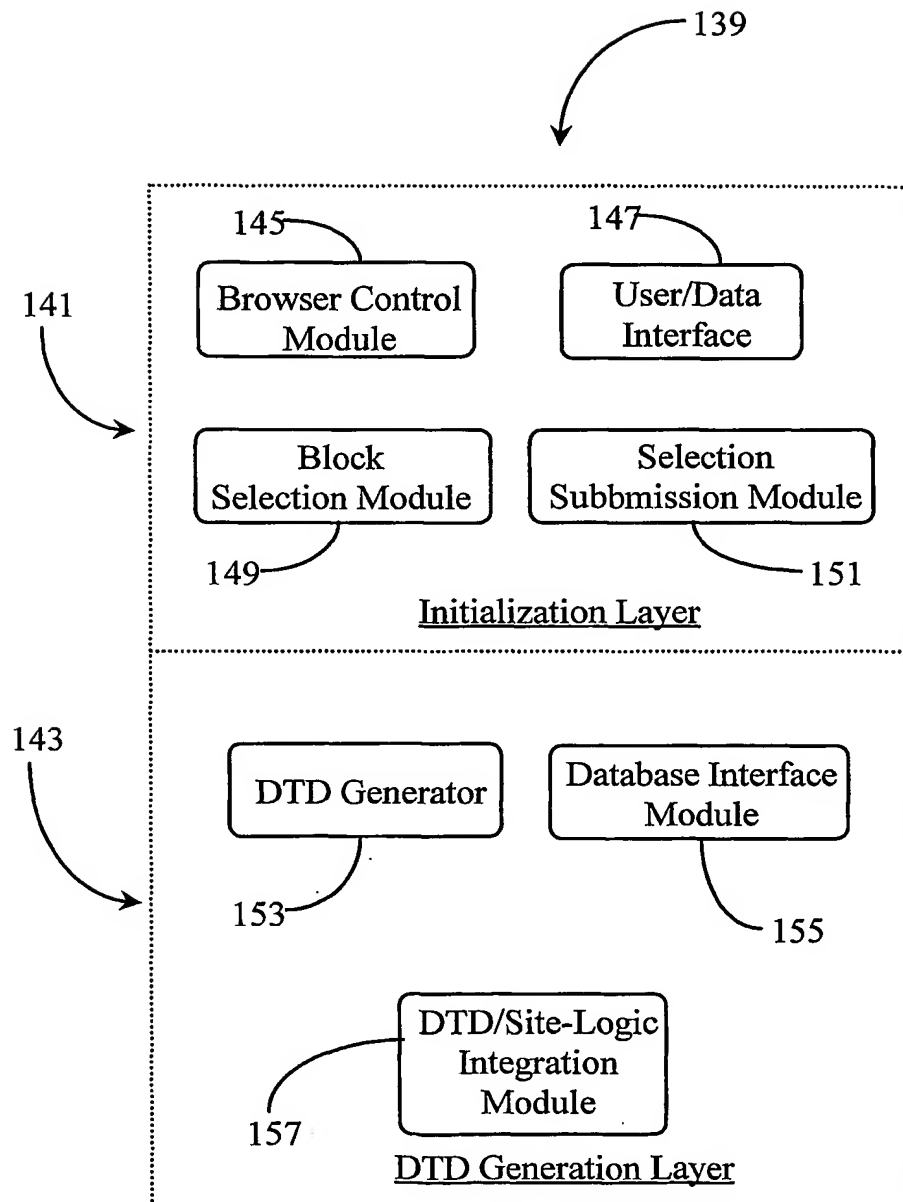 139
145
147
Browser Control
Module
User/Data
Interface
141
Block
Selection Module
Selection
Subbmission Module
149
151
Initialization Layer
143
DTD Generator
Database Interface
Module
153
155
DTD/Site-Logic
Integration
Module
157
DTD Generation Layer